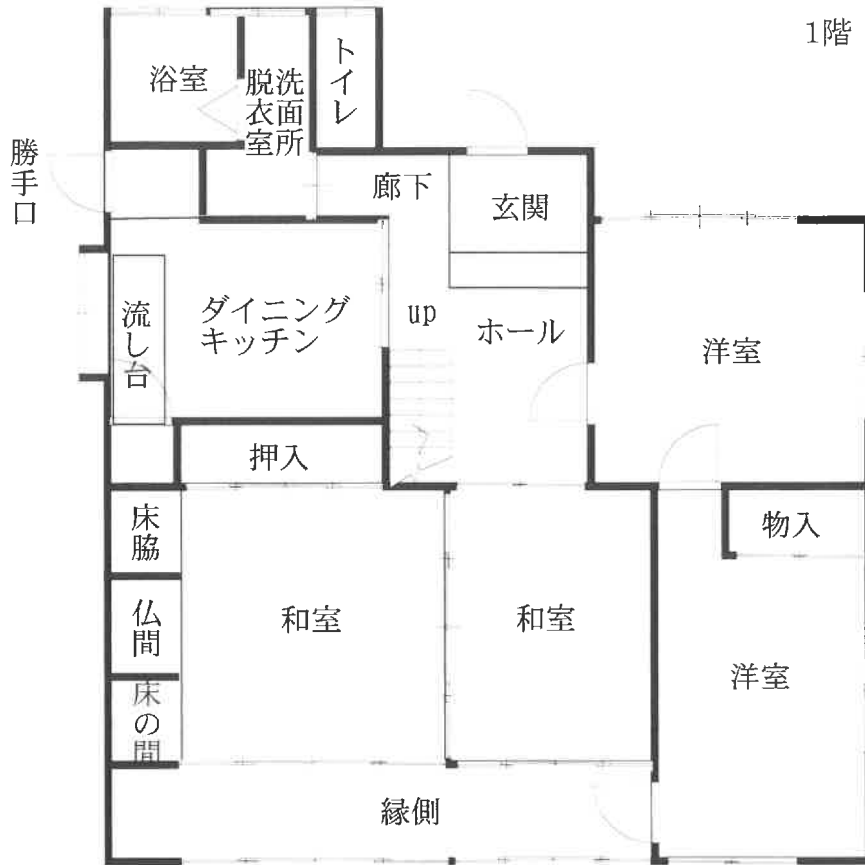 1階
浴室
洗面所
脱衣室
トイレ
勝手口
廊下
玄関
ダイニング
キッチン
流し台
up
ホール
洋室
押入
床脇
物入
仏間
和室
和室
洋室
床の間
縁側